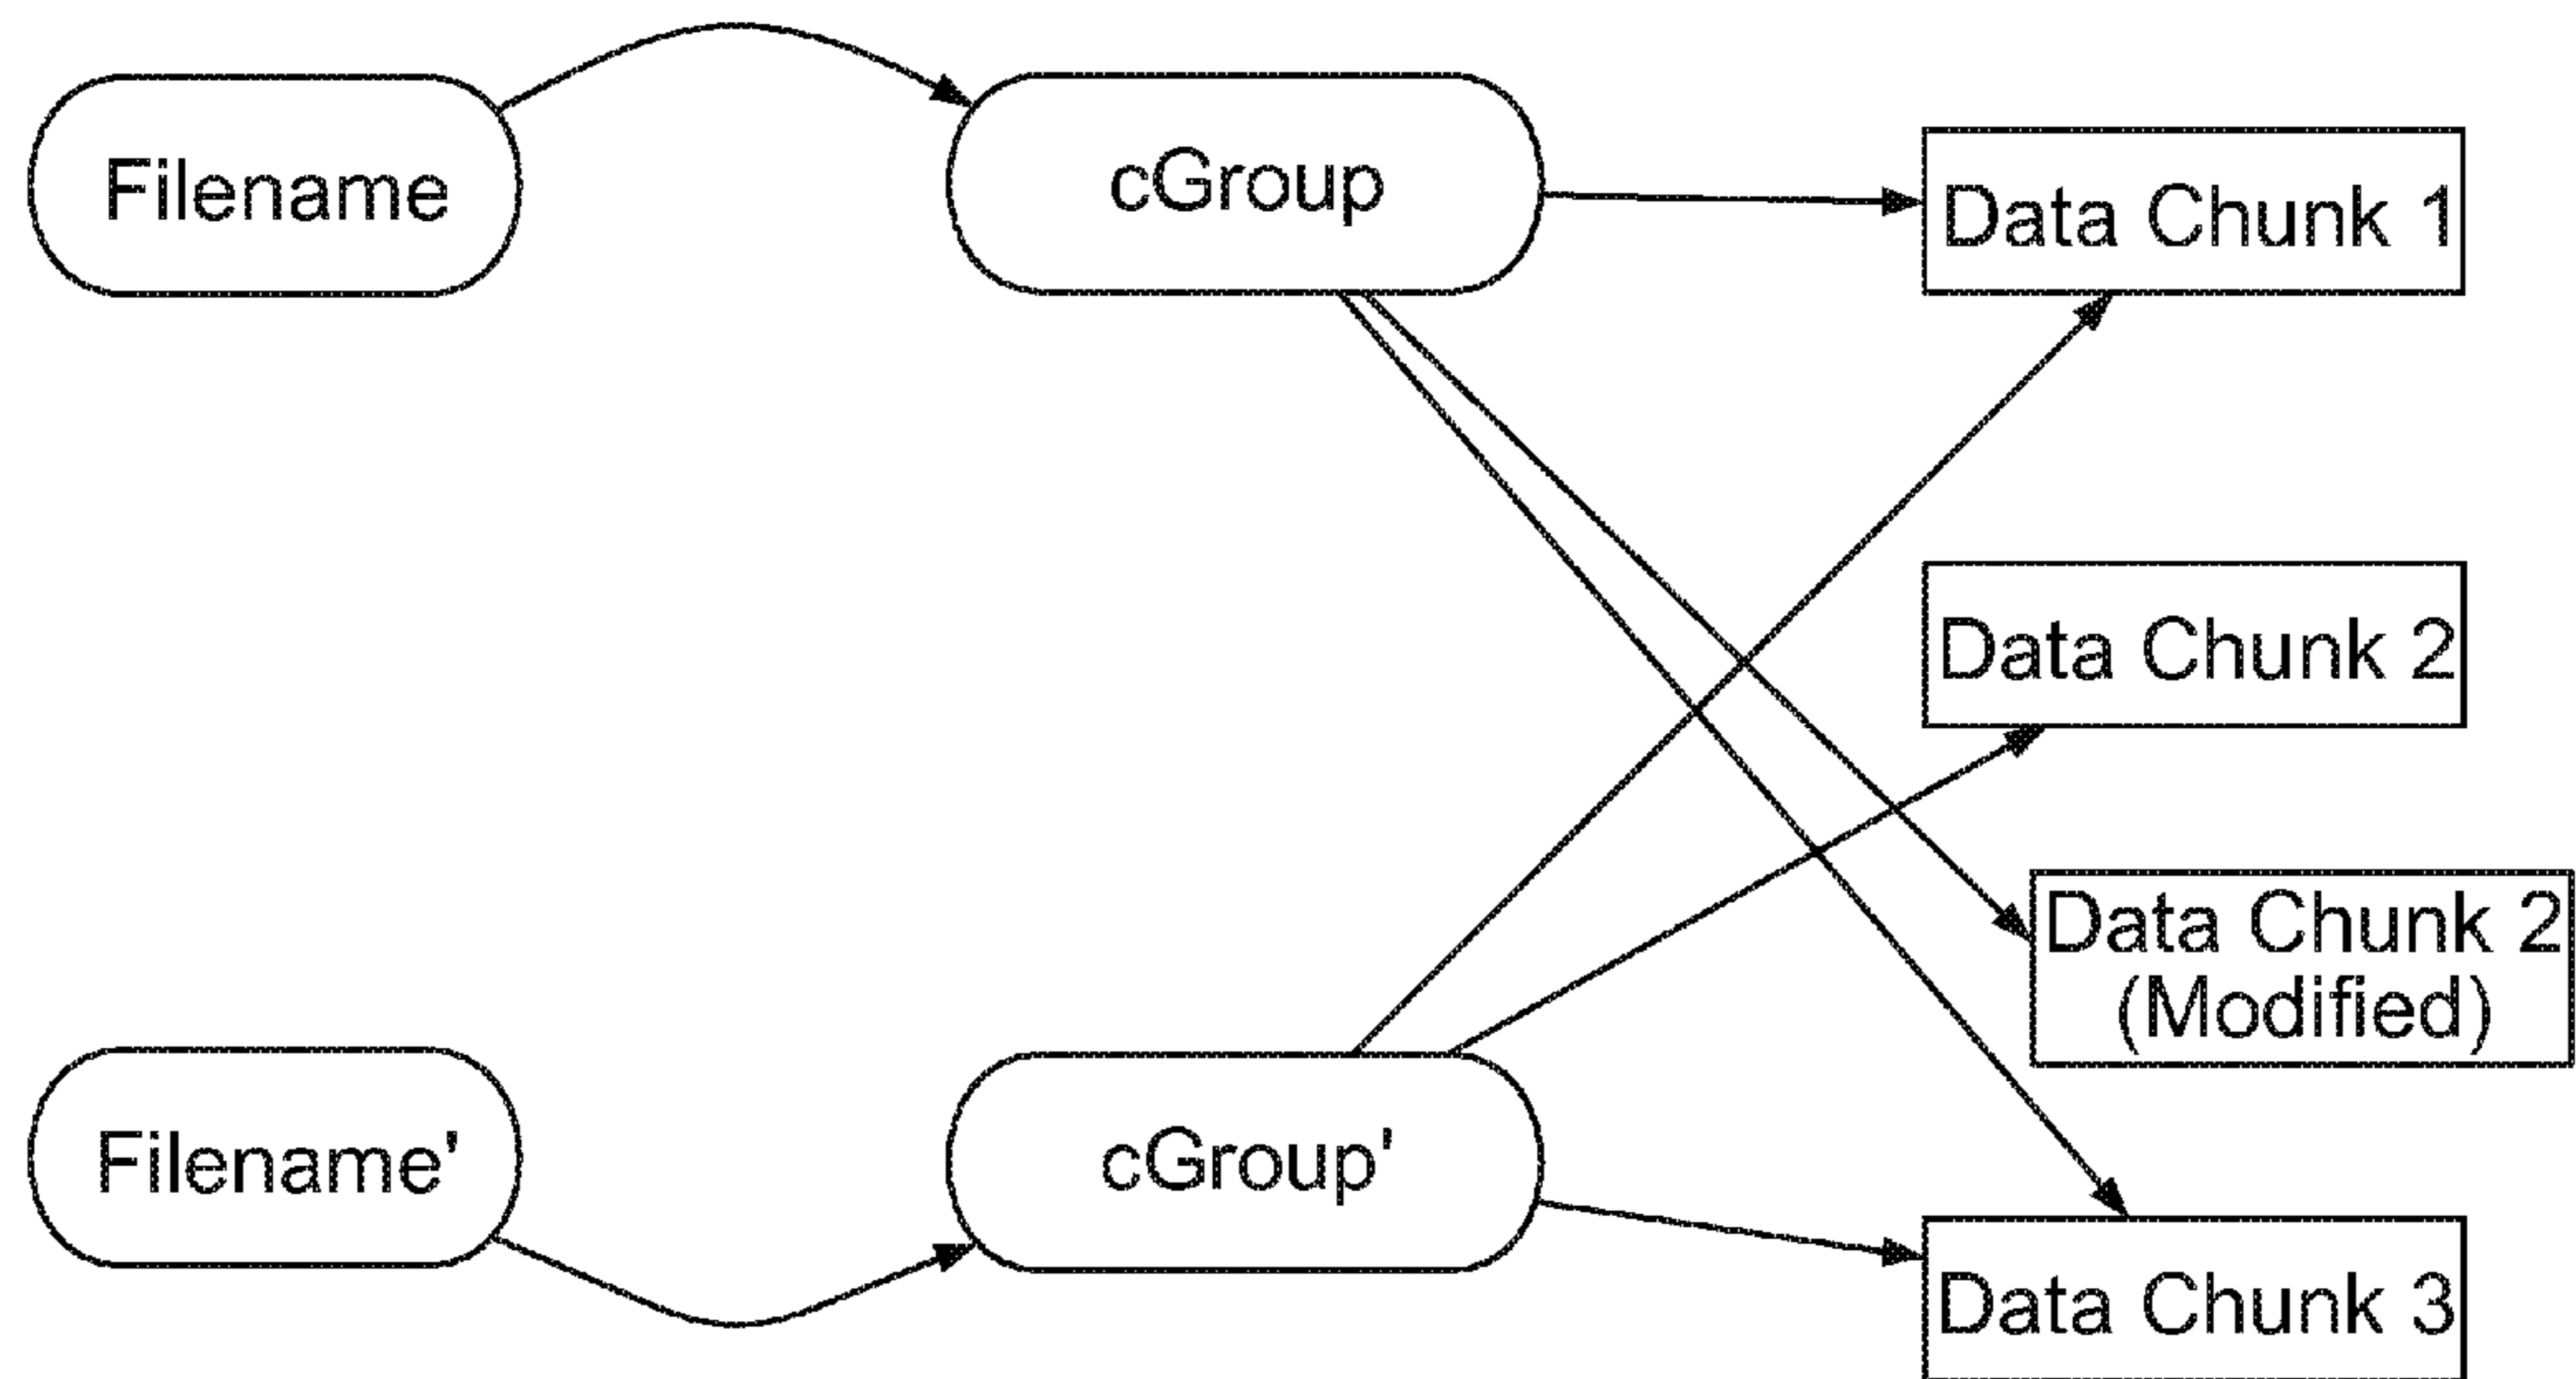 Filename
cGroup
Data Chunk 1
Data Chunk 2
Data Chunk 2
(Modified)
Filename'
cGroup'
Data Chunk 3